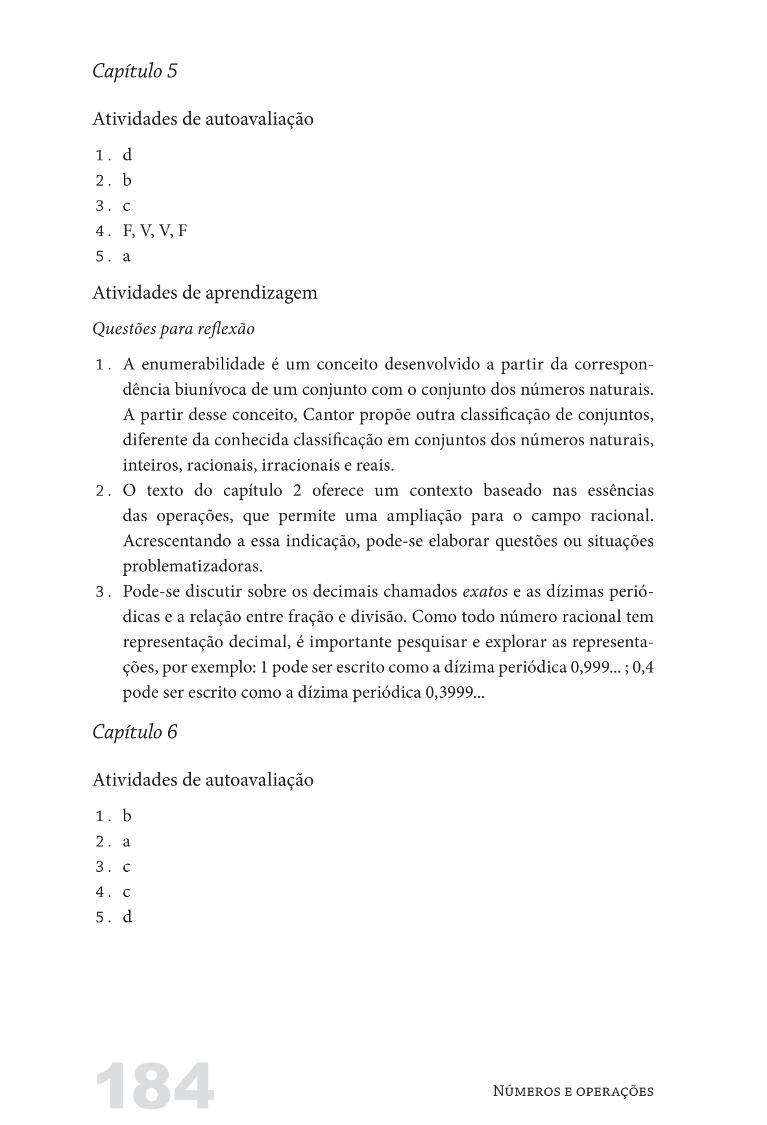 Capítulo 5
Atividades de autoavaliação
1. d
2. b
3. c
4. F, V, V, F
5. a
Atividades de aprendizagem
Questões para reflexão
1. A enumerabilidade é um conceito desenvolvido a partir da correspon-
dência biunívoca de um conjunto com o conjunto dos números naturais.
A partir desse conceito, Cantor propõe outra classificação de conjuntos,
diferente da conhecida classificação em conjuntos dos números naturais,
inteiros, racionais, irracionais e reais.
2. O texto do capítulo 2 oferece um contexto baseado nas essências
das operações, que permite uma ampliação para o campo racional.
Acrescentando a essa indicação, pode-se elaborar questões ou situações
problematizadoras.
3. Pode-se discutir sobre os decimais chamados exatos e as dízimas perió-
dicas e a relação entre fração e divisão. Como todo número racional tem
representação decimal, é importante pesquisar e explorar as representa-
ções, por exemplo: 1 pode ser escrito como a dízima periódica 0,999... ; 0,4
pode ser escrito como a dízima periódica 0,3999...
Capítulo 6
Atividades de autoavaliação
1. b
2. a
3. c
4. c
5. d
184
Números e operações